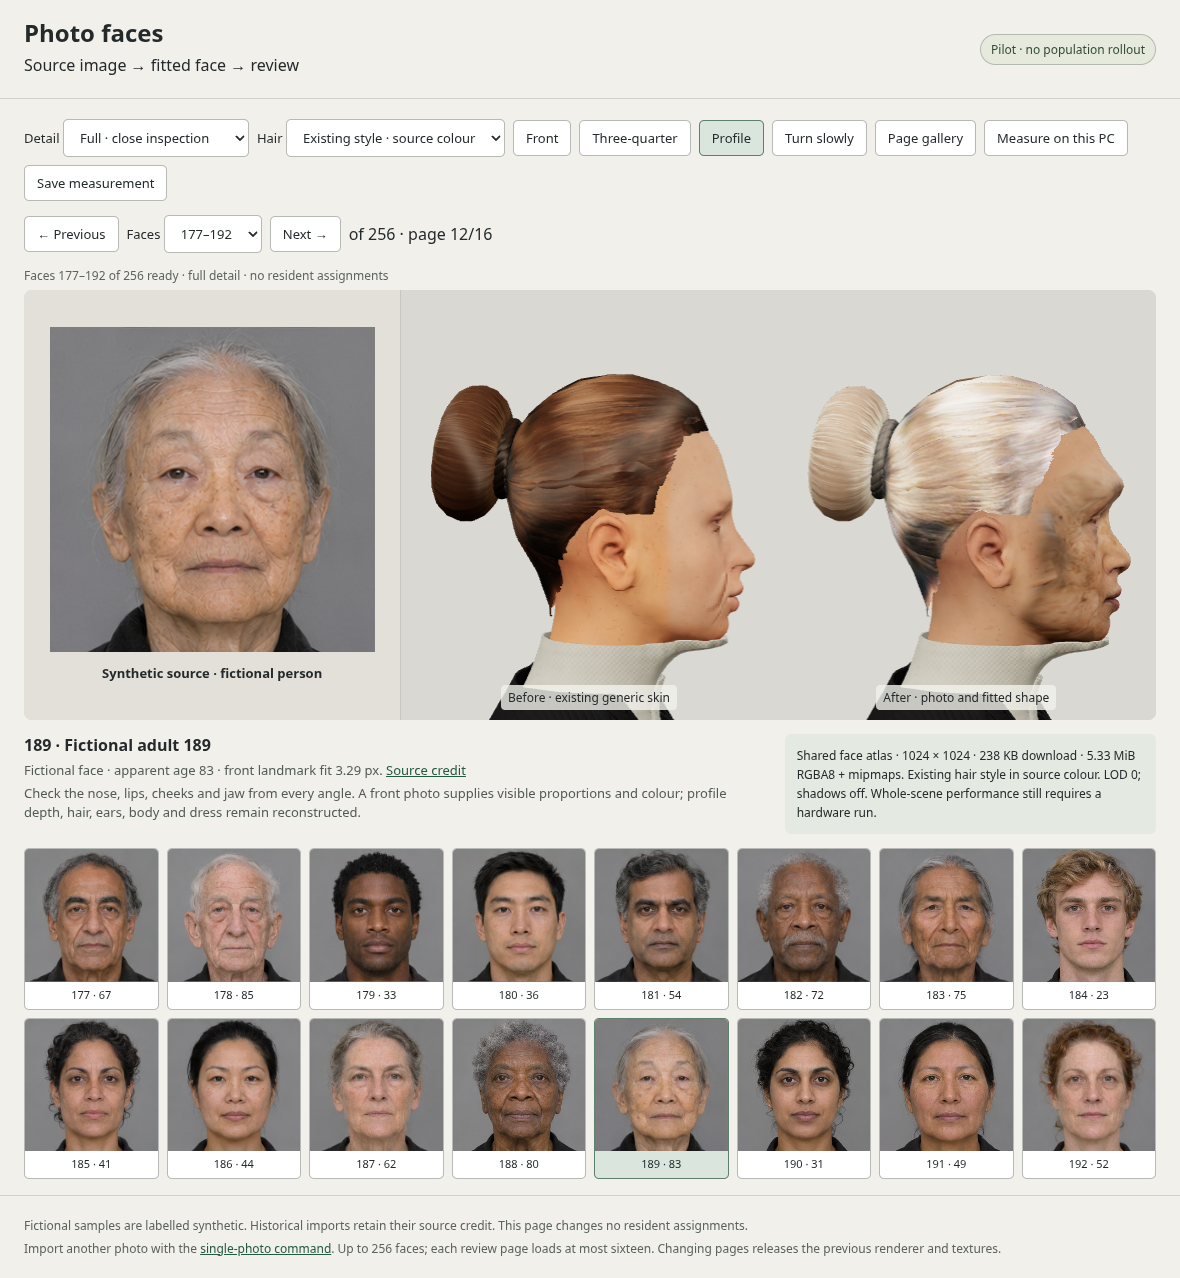 Photo faces
Source image → fitted face → review
Pilot · no population rollout
Detail Full · close inspection Hair Existing style · source colour Front Three-quarter Profile Turn slowly Page gallery Measure on this PC
Save measurement
← Previous Faces 177–192 Next → of 256 · page 12/16
Faces 177–192 of 256 ready · full detail · no resident assignments
Synthetic source · fictional person
Before · existing generic skin
After · photo and fitted shape
189 · Fictional adult 189
Fictional face · apparent age 83 · front landmark fit 3.29 px. Source credit
Check the nose, lips, cheeks and jaw from every angle. A front photo supplies visible proportions and colour; profile
depth, hair, ears, body and dress remain reconstructed.
Shared face atlas · 1024 × 1024 · 238 KB download · 5.33 MiB
RGBA8 + mipmaps. Existing hair style in source colour. LOD 0;
shadows off. Whole-scene performance still requires a
hardware run.
177 · 67
178 · 85
179 · 33
180 · 36
181 · 54
182 · 72
183 · 75
184 · 23
185 · 41
186 · 44
187 · 62
188 · 80
189 · 83
190 · 31
191 · 49
192 · 52
Fictional samples are labelled synthetic. Historical imports retain their source credit. This page changes no resident assignments.
Import another photo with the single-photo command. Up to 256 faces; each review page loads at most sixteen. Changing pages releases the previous renderer and textures.